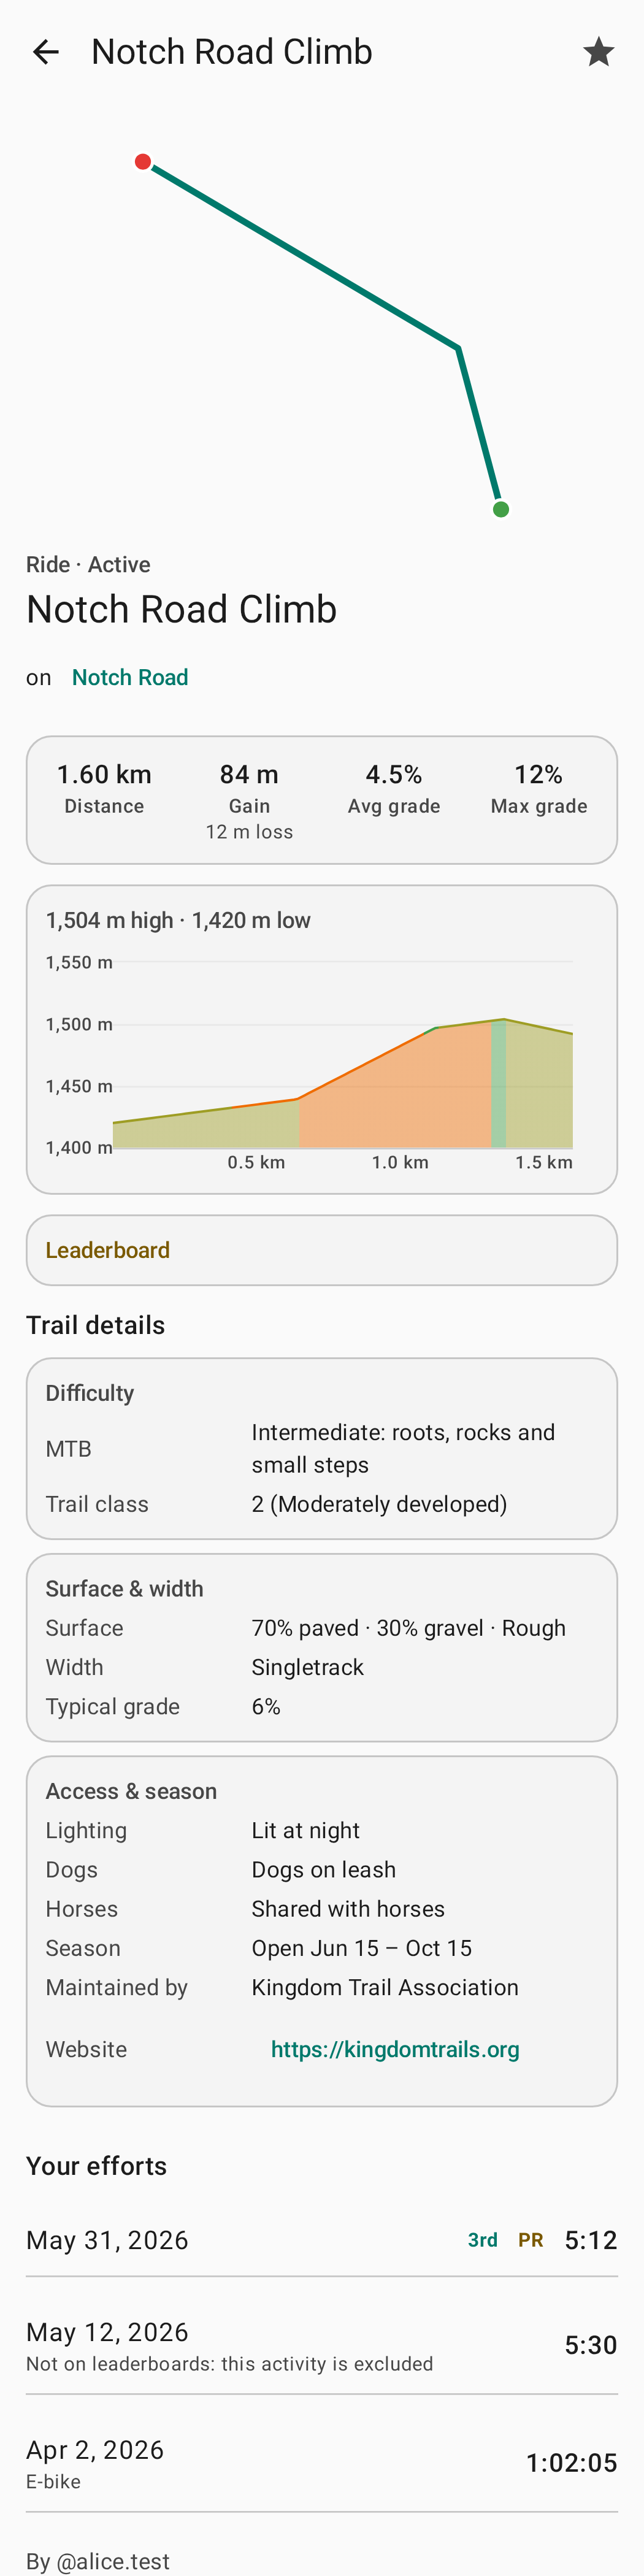 Notch Road Climb
Ride · Active
Notch Road Climb
on Notch Road
1.60 km 84 m 4.5% 12%
Distance Gain Avg grade Max grade
12 m loss
1,504 m high · 1,420 m low
1,550 m
1,500 m
1,450 m
1,400 m
0.5 km 1.0 km 1.5 km
Leaderboard
Trail details
Difficulty
MTB Intermediate: roots, rocks and
small steps
Trail class 2 (Moderately developed)
Surface & width
Surface 70% paved · 30% gravel · Rough
Width Singletrack
Typical grade 6%
Access & season
Lighting Lit at night
Dogs Dogs on leash
Horses Shared with horses
Season Open Jun 15 – Oct 15
Maintained by Kingdom Trail Association
Website https://kingdomtrails.org
Your efforts
May 31, 2026 3rd PR 5:12
May 12, 2026 5:30
Not on leaderboards: this activity is excluded
Apr 2, 2026 1:02:05
E-bike
By @alice.test